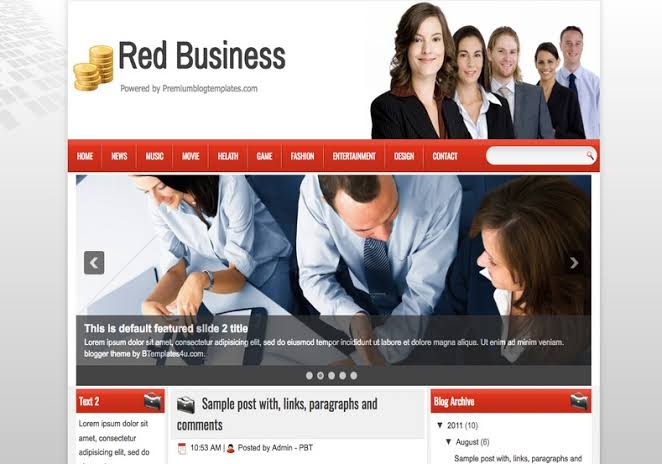 Red Business
Powered by Premiumblogtemplates.com
HOME NEWS MUSIC MOVIE HELATH GAME FASHION ENTERTAINMENT DESIGN CONTACT
This is default featured slide 2 title
Lorem ipsum dolor sit amet, consectetur adipiscing elit, sed do eiusmod tempor incididunt ut labore et dolore magna aliqua. Ut enim ad minim veniam.
blogger theme by BTemplates4u.com.
Text 2
Lorem ipsum dolor
sit amet,
consectetur
adipiscing elit, sed
do eiusmod tempor
Sample post with, links, paragraphs and
comments
10:53 AM | Posted by Admin - PBT
Blog Archive
▼ 2011 (10)
▼ August (6)
Sample post with, links, paragraphs and